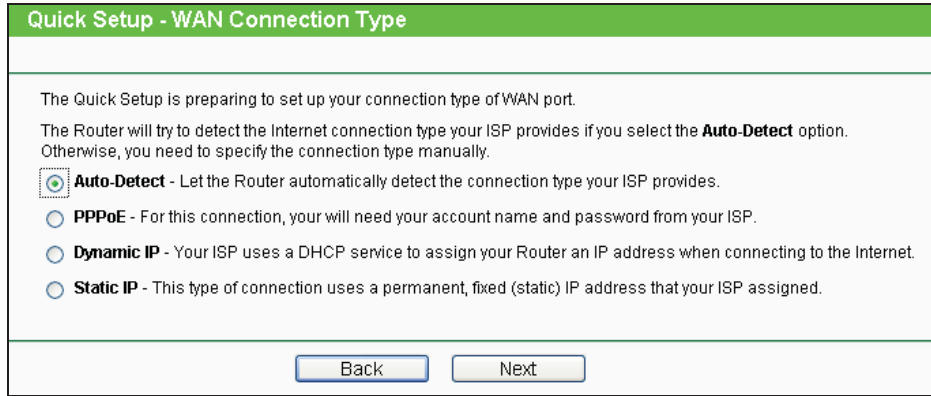 Quick Setup - WAN Connection Type
The Quick Setup is preparing to set up your connection type of WAN port.
The Router will try to detect the Internet connection type your ISP provides if you select the Auto-Detect option.
Otherwise, you need to specify the connection type manually.
Auto-Detect - Let the Router automatically detect the connection type your ISP provides.
PPPoE - For this connection, your will need your account name and password from your ISP.
Dynamic IP - Your ISP uses a DHCP service to assign your Router an IP address when connecting to the Internet.
Static IP - This type of connection uses a permanent, fixed (static) IP address that your ISP assigned.
Back Next